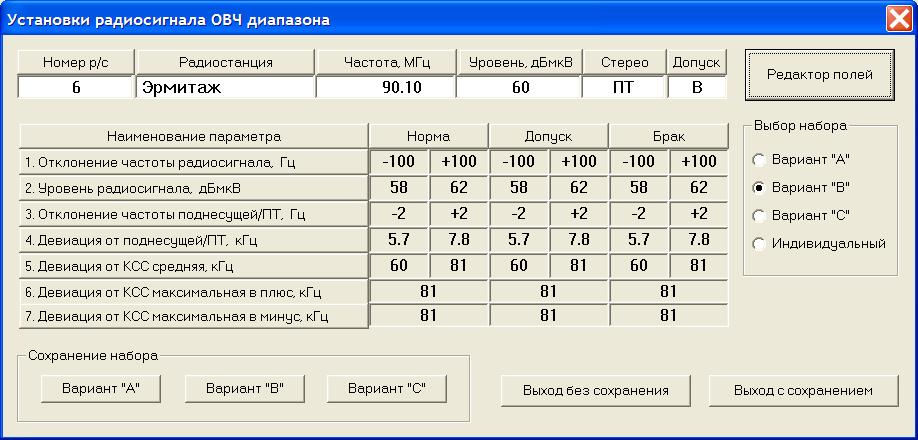 Установки радиосигнала ОВЧ диапазона
Номер р/с Радиостанция Частота, МГц Уровень, дБмкВ Стерео Допуск
6 Эрмитаж 90.10 60 ПТ В
Редактор полей
Наименование параметра Норма Допуск Брак
1. Отклонение частоты радиосигнала, Гц -100 +100 -100 +100 -100 +100
2. Уровень радиосигнала, дБмкВ 58 62 58 62 58 62
3. Отклонение частоты поднесущей/ПТ, Гц -2 +2 -2 +2 -2 +2
4. Девиация от поднесущей/ПТ, кГц 5.7 7.8 5.7 7.8 5.7 7.8
5. Девиация от КСС средняя, кГц 60 81 60 81 60 81
6. Девиация от КСС максимальная в плюс, кГц 81 81 81
7. Девиация от КСС максимальная в минус, кГц 81 81 81
Выбор набора
Вариант "А"
Вариант "В"
Вариант "С"
Индивидуальный
Сохранение набора
Вариант "А" Вариант "В" Вариант "С"
Выход без сохранения Выход с сохранением